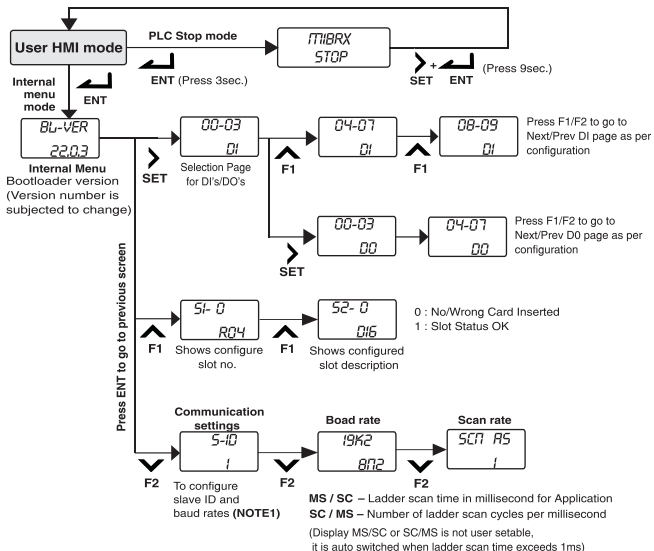 User HMI mode
PLC Stop mode
MIBRX
STOP
ENT (Press 3sec.)
SET + ENT (Press 9sec.)
Internal
menu
mode
ENT
BL-VER
22.0.3
Internal Menu
Bootloader version
(Version number is
subjected to change)
SET
00-03
DI
Selection Page
for DI's/DO's
F1
04-07
DI
F1
08-09
DI
Press F1/F2 to go to
Next/Prev DI page as per
configuration
SET
00-03
DO
04-07
DO
Press F1/F2 to go to
Next/Prev D0 page as per
configuration
Press ENT to go to previous screen
F1
S1- 0
R04
Shows configure
slot no.
F1
S2- 0
D16
Shows configured
slot description
0 : No/Wrong Card Inserted
1 : Slot Status OK
F2
Communication
settings
S-ID
1
To configure
slave ID and
baud rates (NOTE1)
F2
Boad rate
19K2
8N2
F2
Scan rate
SCN RS
1
MS / SC – Ladder scan time in millisecond for Application
SC / MS – Number of ladder scan cycles per millisecond
(Display MS/SC or SC/MS is not user setable,
it is auto switched when ladder scan time exceeds 1ms)